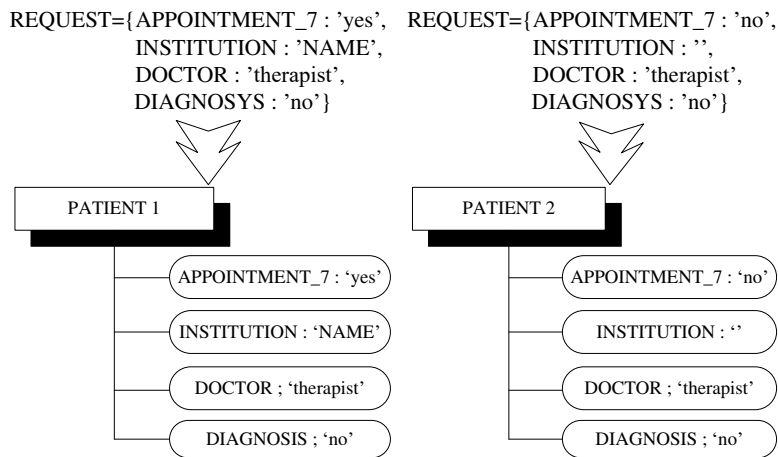 REQUEST={APPOINTMENT_7 : 'yes',
INSTITUTION : 'NAME',
DOCTOR : 'therapist',
DIAGNOSYS : 'no'}
PATIENT 1
APPOINTMENT_7 : ‘yes’
INSTITUTION : ‘NAME’
DOCTOR ; ‘therapist’
DIAGNOSIS ; ‘no’
REQUEST={APPOINTMENT_7 : 'no',
INSTITUTION : ’’,
DOCTOR : 'therapist',
DIAGNOSYS : 'no'}
PATIENT 2
APPOINTMENT_7 : ‘no’
INSTITUTION : ‘’
DOCTOR ; ‘therapist’
DIAGNOSIS ; ‘no’